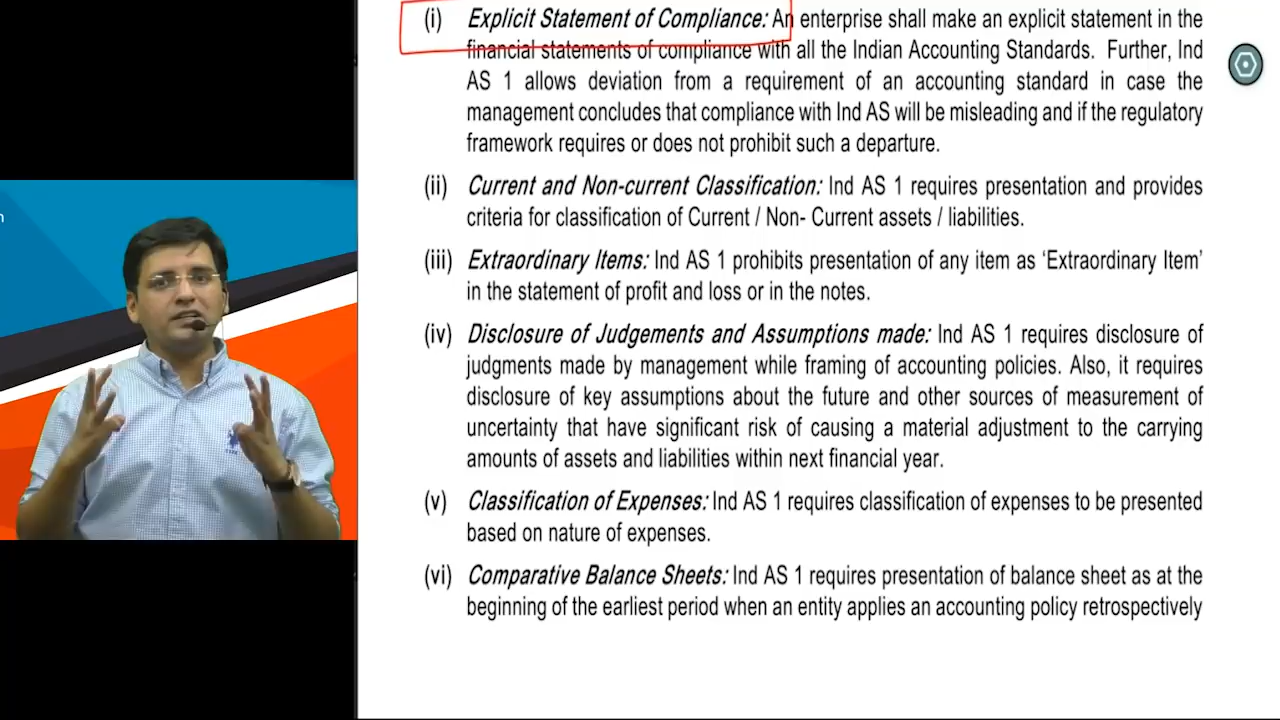 (i) Explicit Statement of Compliance: An enterprise shall make an explicit statement in the
financial statements of compliance with all the Indian Accounting Standards. Further, Ind
AS 1 allows deviation from a requirement of an accounting standard in case the
management concludes that compliance with Ind AS will be misleading and if the regulatory
framework requires or does not prohibit such a departure.
(ii) Current and Non-current Classification: Ind AS 1 requires presentation and provides
criteria for classification of Current / Non- Current assets / liabilities.
(iii) Extraordinary Items: Ind AS 1 prohibits presentation of any item as ‘Extraordinary Item’
in the statement of profit and loss or in the notes.
(iv) Disclosure of Judgements and Assumptions made: Ind AS 1 requires disclosure of
judgments made by management while framing of accounting policies. Also, it requires
disclosure of key assumptions about the future and other sources of measurement of
uncertainty that have significant risk of causing a material adjustment to the carrying
amounts of assets and liabilities within next financial year.
(v) Classification of Expenses: Ind AS 1 requires classification of expenses to be presented
based on nature of expenses.
(vi) Comparative Balance Sheets: Ind AS 1 requires presentation of balance sheet as at the
beginning of the earliest period when an entity applies an accounting policy retrospectively